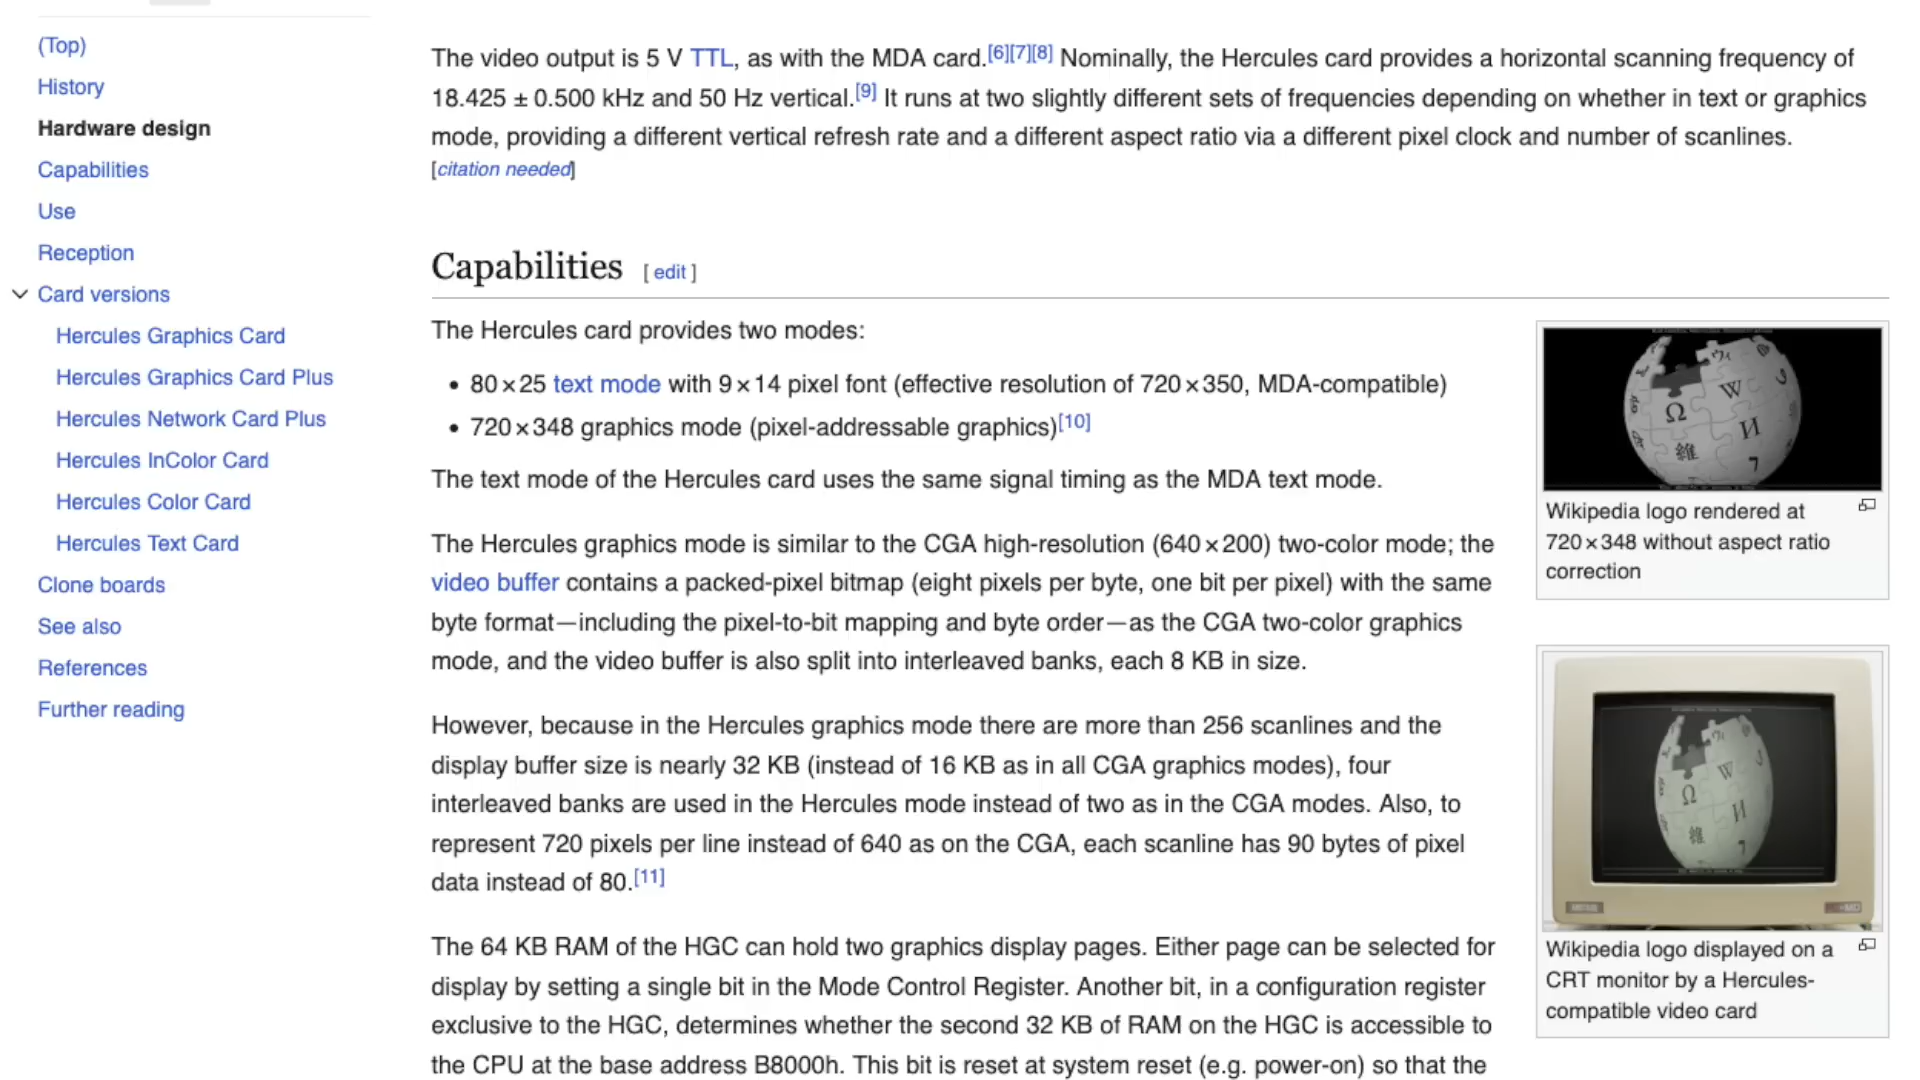 (Top)
History
Hardware design
Capabilities
Use
Reception
Card versions
Hercules Graphics Card
Hercules Graphics Card Plus
Hercules Network Card Plus
Hercules InColor Card
Hercules Color Card
Hercules Text Card
Clone boards
See also
References
Further reading
The video output is 5 V TTL, as with the MDA card.[6][7][8] Nominally, the Hercules card provides a horizontal scanning frequency of
18.425 ± 0.500 kHz and 50 Hz vertical.[9] It runs at two slightly different sets of frequencies depending on whether in text or graphics
mode, providing a different vertical refresh rate and a different aspect ratio via a different pixel clock and number of scanlines.
[citation needed]
Capabilities [ edit ]
The Hercules card provides two modes:
• 80×25 text mode with 9×14 pixel font (effective resolution of 720×350, MDA-compatible)
• 720×348 graphics mode (pixel-addressable graphics)[10]
The text mode of the Hercules card uses the same signal timing as the MDA text mode.
The Hercules graphics mode is similar to the CGA high-resolution (640×200) two-color mode; the
video buffer contains a packed-pixel bitmap (eight pixels per byte, one bit per pixel) with the same
byte format—including the pixel-to-bit mapping and byte order—as the CGA two-color graphics
mode, and the video buffer is also split into interleaved banks, each 8 KB in size.
However, because in the Hercules graphics mode there are more than 256 scanlines and the
display buffer size is nearly 32 KB (instead of 16 KB as in all CGA graphics modes), four
interleaved banks are used in the Hercules mode instead of two as in the CGA modes. Also, to
represent 720 pixels per line instead of 640 as on the CGA, each scanline has 90 bytes of pixel
data instead of 80.[11]
The 64 KB RAM of the HGC can hold two graphics display pages. Either page can be selected for
display by setting a single bit in the Mode Control Register. Another bit, in a configuration register
exclusive to the HGC, determines whether the second 32 KB of RAM on the HGC is accessible to
the CPU at the base address B8000h. This bit is reset at system reset (e.g. power-on) so that the
Ω W И 維 7
Wikipedia logo rendered at
720×348 without aspect ratio
correction
Ω W И 維
Wikipedia logo displayed on a
CRT monitor by a Hercules-
compatible video card